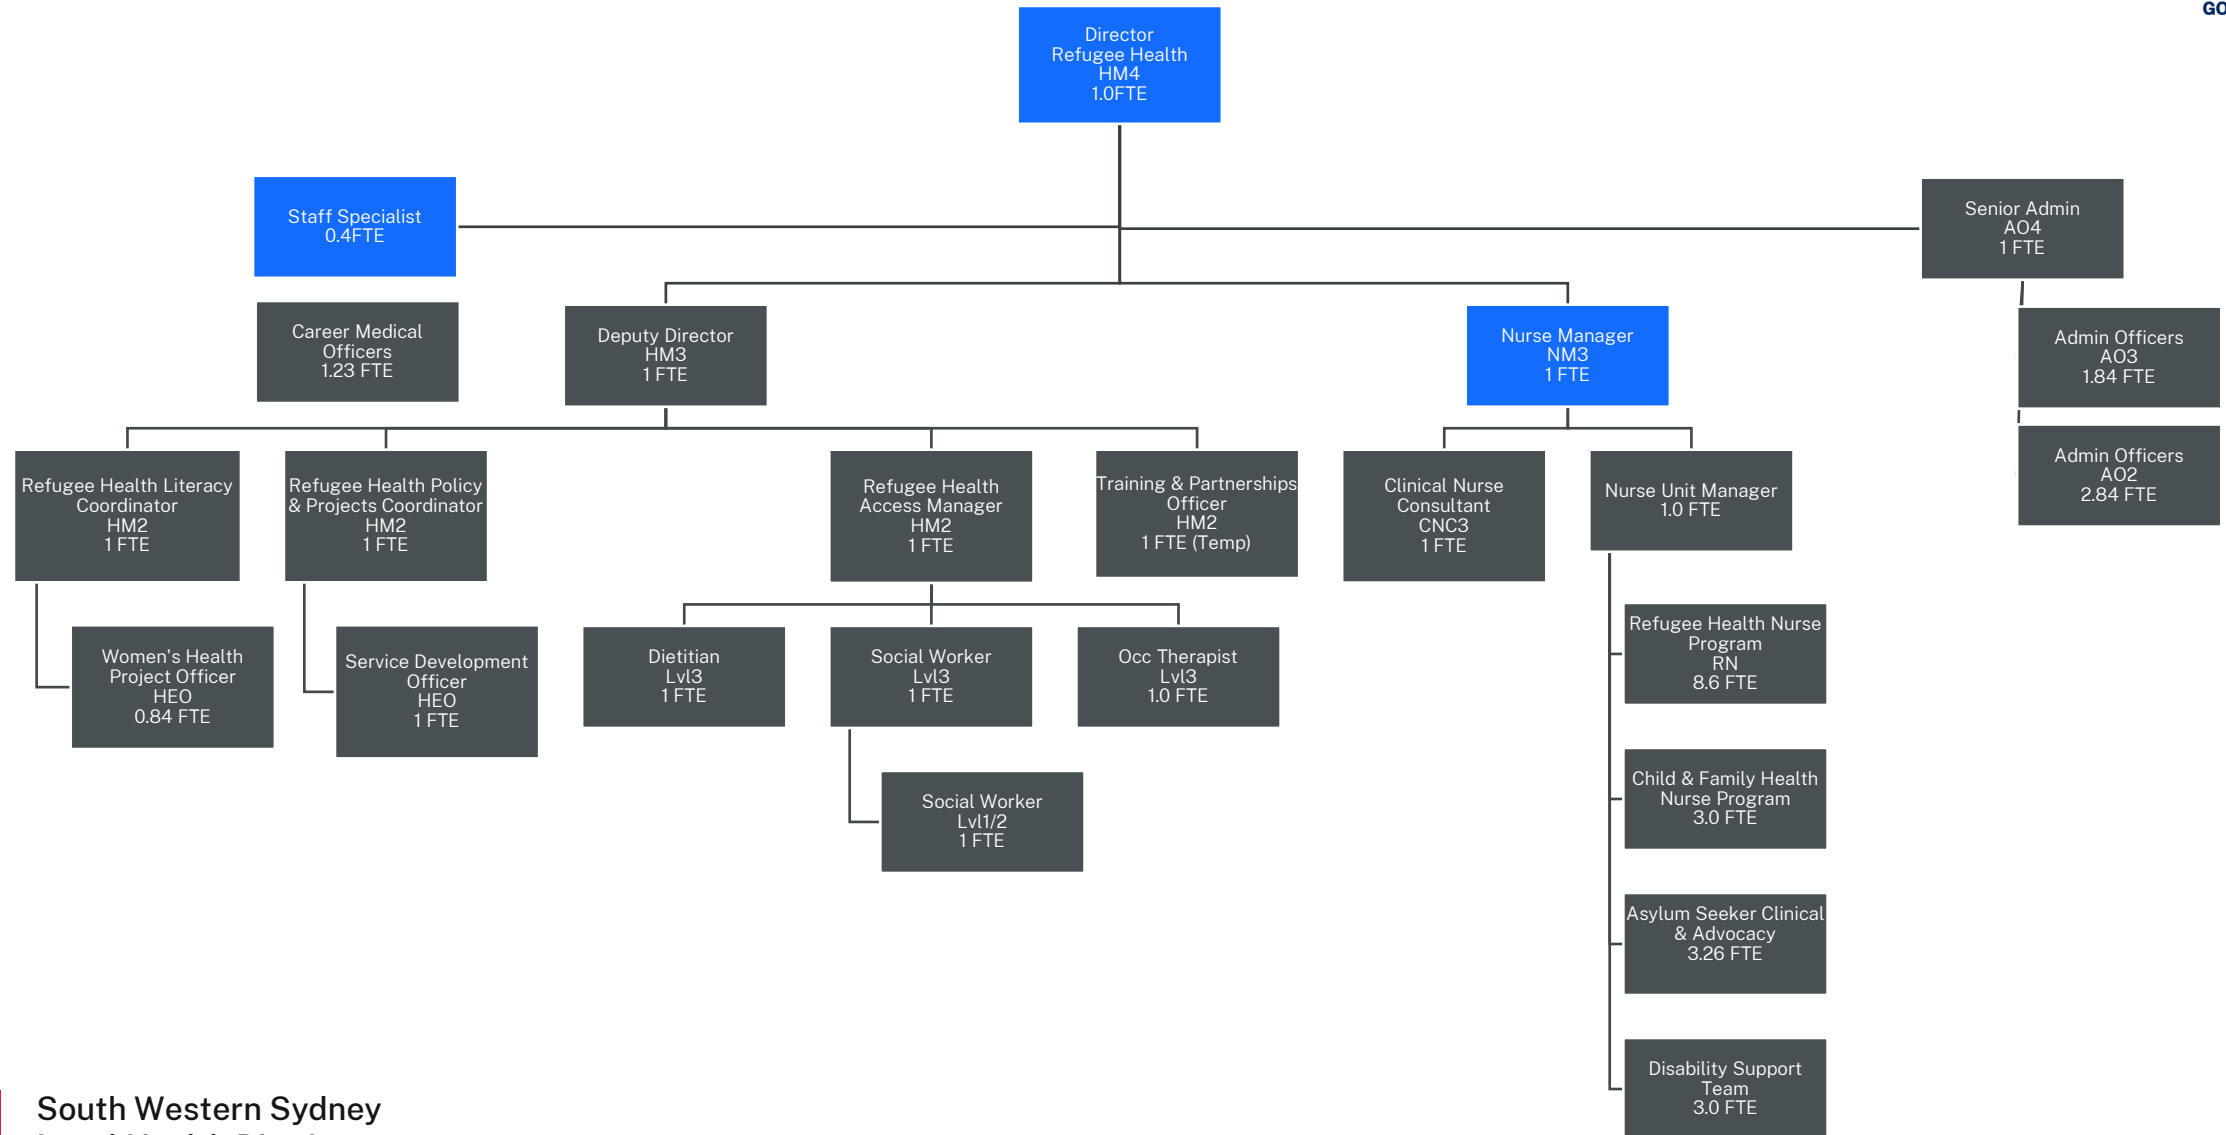 GO
Director
Refugee Health
HM4
1.0FTE
Staff Specialist
0.4FTE
Senior Admin
AO4
1 FTE
Career Medical
Officers
1.23 FTE
Deputy Director
HM3
1 FTE
Nurse Manager
NM3
1 FTE
Admin Officers
AO3
1.84 FTE
Admin Officers
AO2
2.84 FTE
Refugee Health Literacy
Coordinator
HM2
1 FTE
Refugee Health Policy
& Projects Coordinator
HM2
1 FTE
Refugee Health
Access Manager
HM2
1 FTE
Training & Partnerships
Officer
HM2
1 FTE (Temp)
Clinical Nurse
Consultant
CNC3
1 FTE
Nurse Unit Manager
1.0 FTE
Women's Health
Project Officer
HEO
0.84 FTE
Service Development
Officer
HEO
1 FTE
Dietitian
Lvl3
1 FTE
Social Worker
Lvl3
1 FTE
Occ Therapist
Lvl3
1.0 FTE
Social Worker
Lvl1/2
1 FTE
Refugee Health Nurse
Program
RN
8.6 FTE
Child & Family Health
Nurse Program
3.0 FTE
Asylum Seeker Clinical
& Advocacy
3.26 FTE
Disability Support
Team
3.0 FTE
South Western Sydney